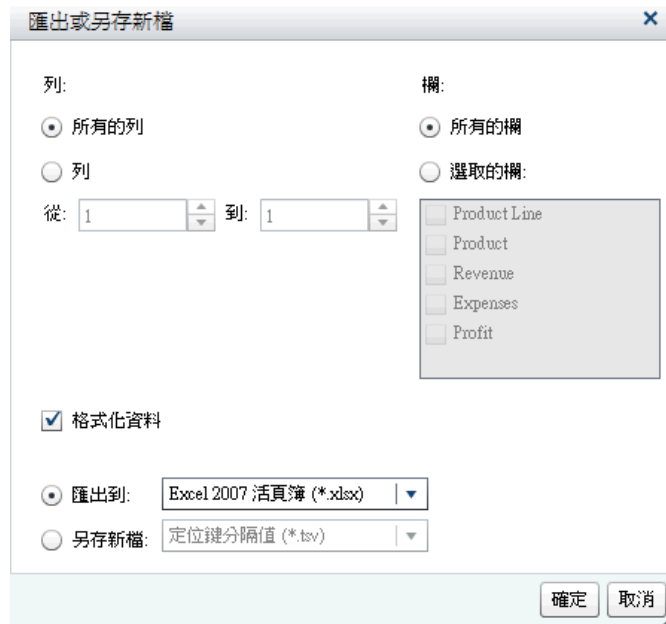 匯出或另存新檔
列:
所有的列
列
從: 1 到: 1
欄:
所有的欄
選取的欄:
Product Line
Product
Revenue
Expenses
Profit
格式化資料
匯出到: Excel 2007 活頁簿 (*.xlsx)
另存新檔: 定位鍵分隔值 (*.tsv)
確定 取消